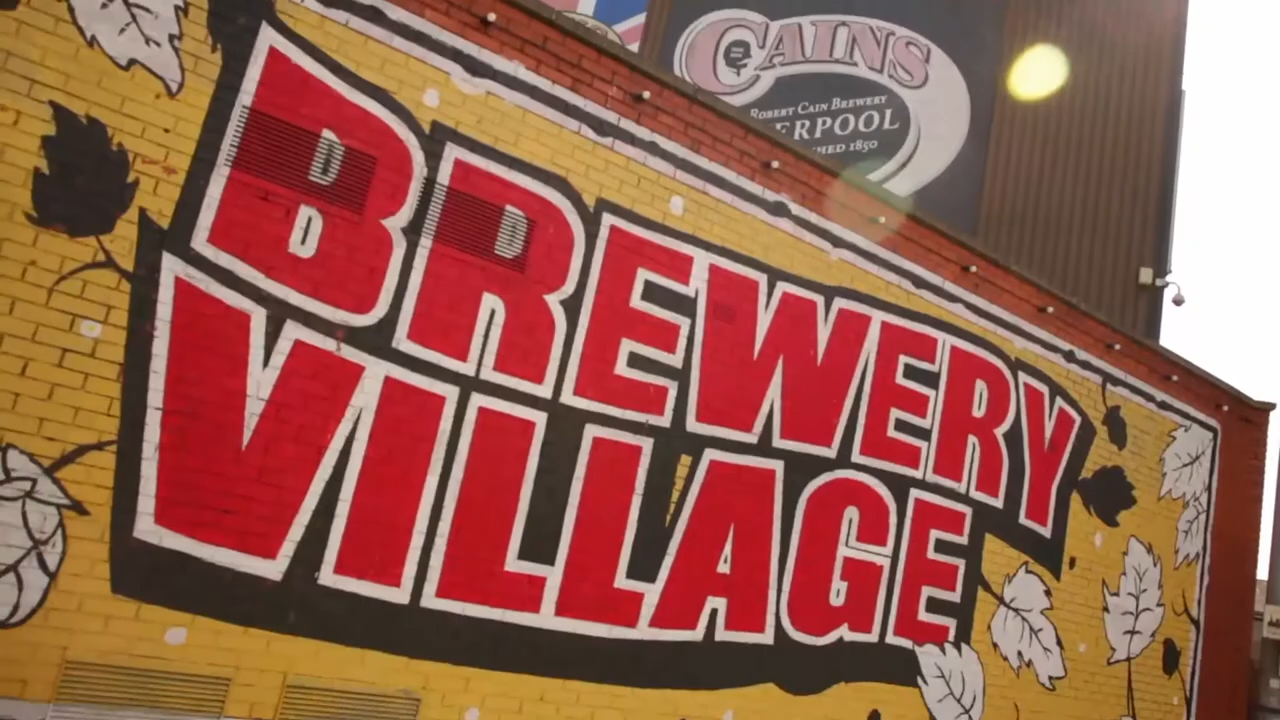 CAINS
ROBERT CAIN BREWERY
ERPOOL
HED 1850
BREWERY
VILLAGE